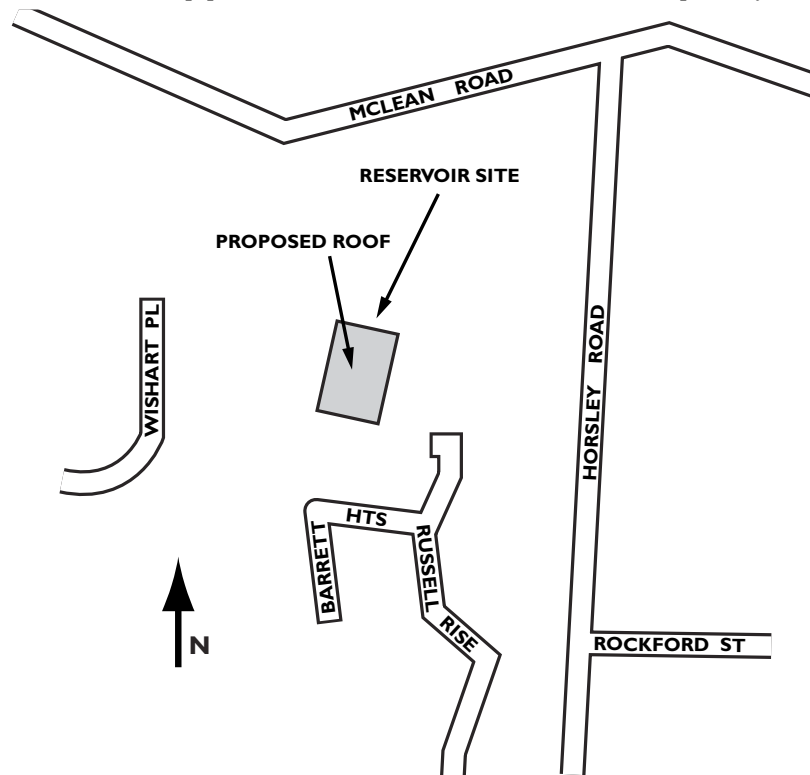 MCLEAN ROAD
RESERVOIR SITE
PROPOSED ROOF
WISHART PL
HORSLEY ROAD
HTS
BARRETT
RUSSELL
RISE
N
ROCKFORD ST